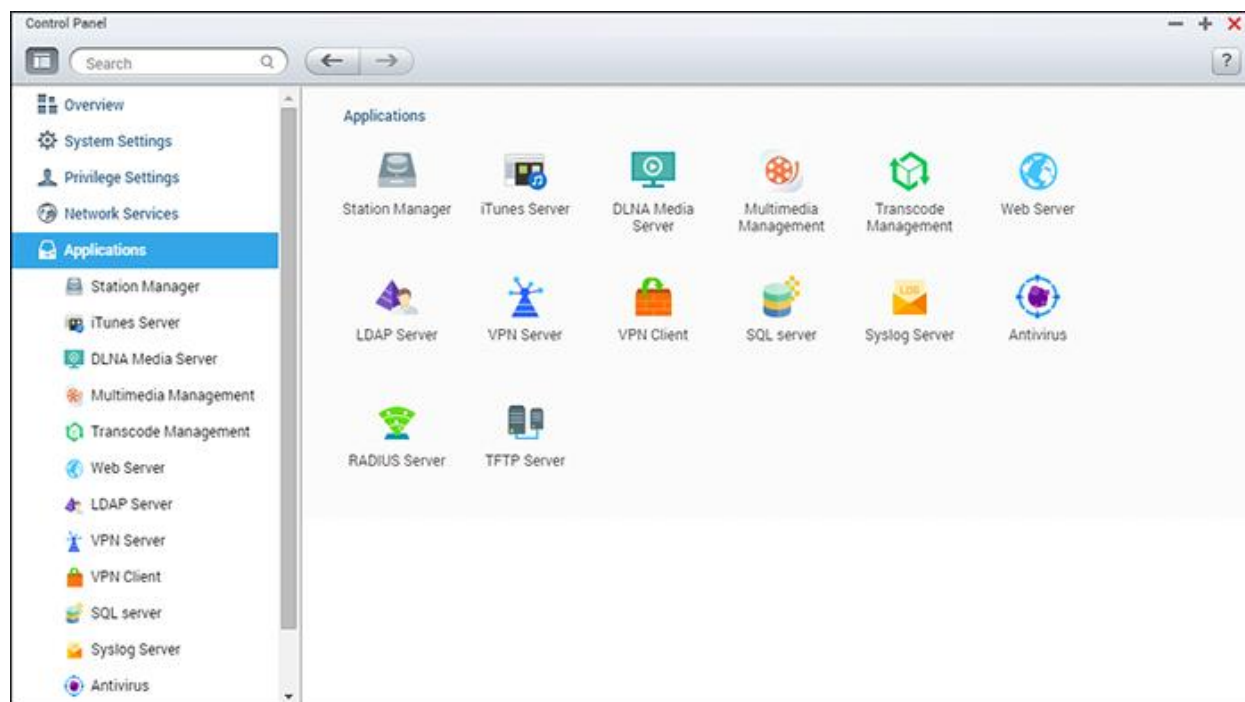 Control Panel
Search
?
Overview
System Settings
Privilege Settings
Network Services
Applications
Station Manager
iTunes Server
DLNA Media Server
Multimedia Management
Transcode Management
Web Server
LDAP Server
VPN Server
VPN Client
SQL server
Syslog Server
Antivirus
Applications
Station Manager
iTunes Server
DLNA Media
Server
Multimedia
Management
Transcode
Management
Web Server
LDAP Server
VPN Server
VPN Client
SQL server
LOG
Syslog Server
Antivirus
RADIUS Server
TFTP Server